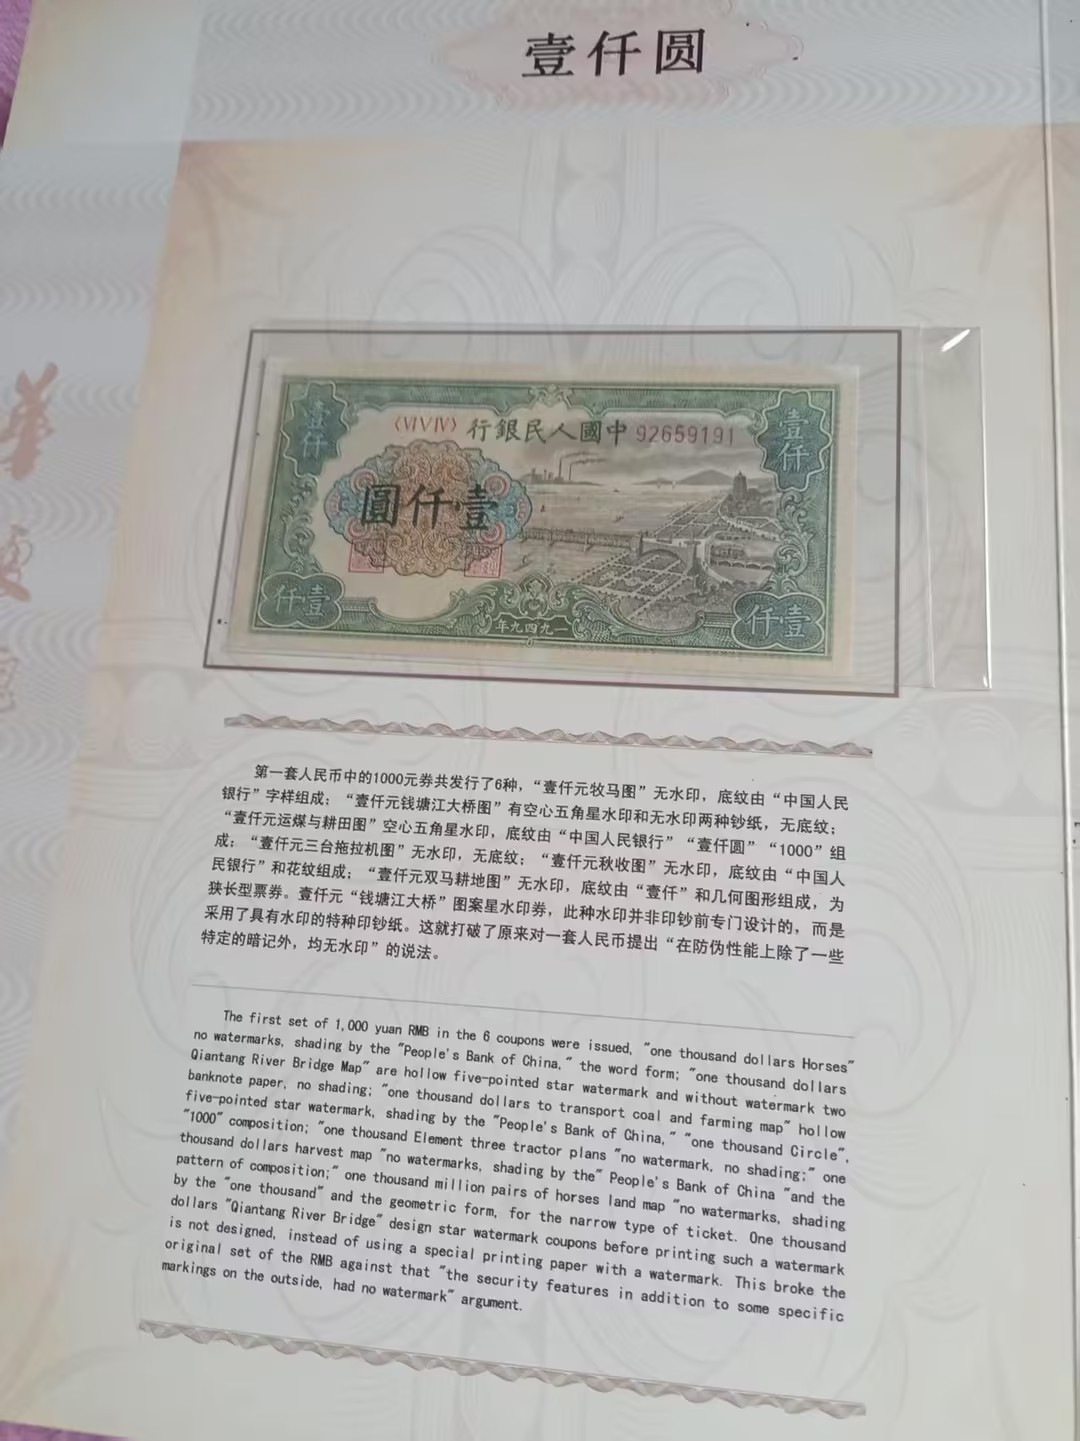 壹仟圆
壹仟
〈VI V IV〉 行銀民人國中 92659191
壹仟
圓仟壹
仟壹
年九四九一
仟壹
第一套人民币中的1000元券共发行了6种，“壹仟元牧马图”无水印，底纹由“中国人民
银行”字样组成；“壹仟元钱塘江大桥图”有空心五角星水印和无水印两种钞纸，无底纹；
“壹仟元运煤与耕田图”空心五角星水印，底纹由“中国人民银行”“壹仟圆”“1000”组
成；“壹仟元三台拖拉机图”无水印，无底纹；“壹仟元秋收图”无水印，底纹由“中国人
民银行”和花纹组成；“壹仟元双马耕地图”无水印，底纹由“壹仟”和几何图形组成，为
狭长型票券。壹仟元“钱塘江大桥”图案星水印券，此种水印并非印钞前专门设计的，而是
采用了具有水印的特种印钞纸。这就打破了原来对一套人民币提出“在防伪性能上除了一些
特定的暗记外，均无水印”的说法。
The first set of 1,000 yuan RMB in the 6 coupons were issued, "one thousand dollars Horses"
no watermarks, shading by the "People's Bank of China," the word form; "one thousand dollars
Qiantang River Bridge Map" are hollow five-pointed star watermark and without watermark two
banknote paper, no shading; "one thousand dollars to transport coal and farming map" hollow
five-pointed star watermark, shading by the "People's Bank of China," "one thousand Circle",
"1000" composition; "one thousand Element three tractor plans "no watermark, no shading;" one
thousand dollars harvest map "no watermarks, shading by the" People's Bank of China "and the
pattern of composition;" one thousand million pairs of horses land map "no watermarks, shading
by the "one thousand" and the geometric form, for the narrow type of ticket. One thousand
dollars "Qiantang River Bridge" design star watermark coupons before printing such a watermark
is not designed, instead of using a special printing paper with a watermark. This broke the
original set of the RMB against that "the security features in addition to some specific
markings on the outside, had no watermark" argument.